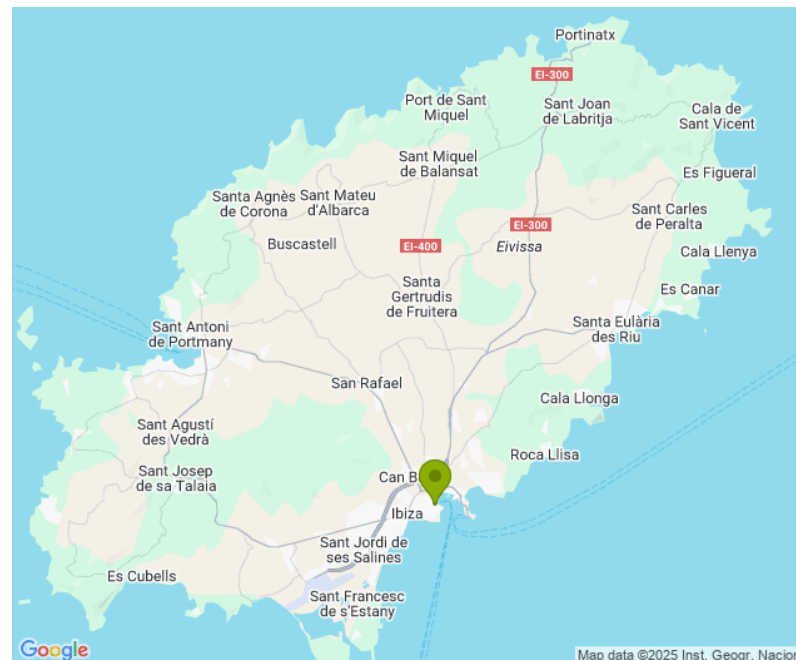 Portinatx
EI-300
Port de Sant
Miquel
Sant Joan
de Labritja
Cala de
Sant Vicent
Sant Miquel
de Balansat
Es Figueral
Santa Agnès
de Corona
Sant Mateu
d'Albarca
Sant Carles
de Peralta
EI-300
Buscastell
EI-400
Eivissa
Cala Llenya
Santa
Gertrudis
de Fruitera
Es Canar
Sant Antoni
de Portmany
Santa Eulària
des Riu
San Rafael
Cala Llonga
Sant Agustí
des Vedrà
Roca Llisa
Sant Josep
de sa Talaia
Can B
Ibiza
Sant Jordi de
ses Salines
Es Cubells
Sant Francesc
de s'Estany
Google
Map data ©2025 Inst. Geogr. Nacion